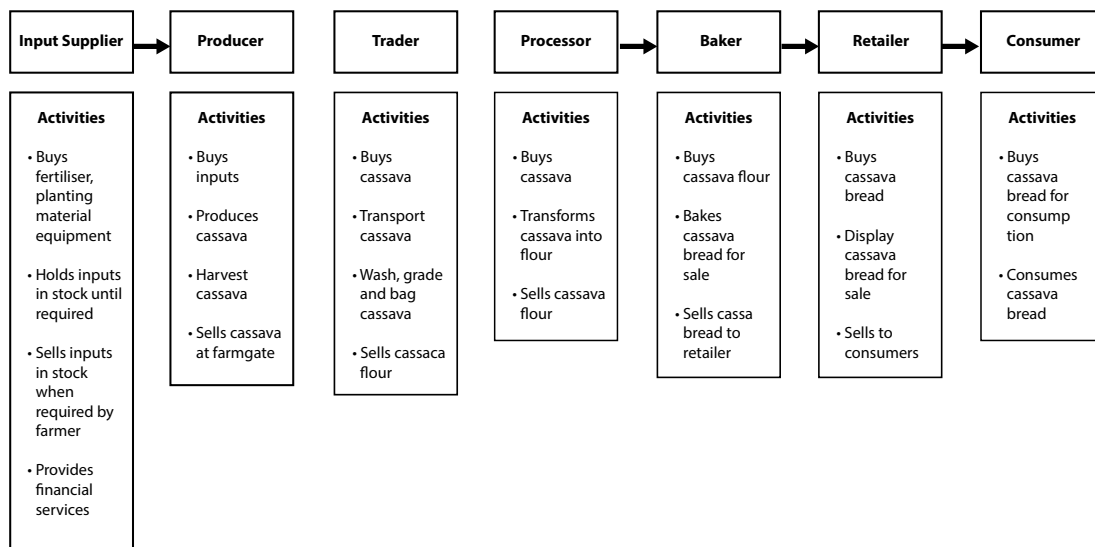 Input Supplier
Producer
Trader
Processor
Baker
Retailer
Consumer
Activities
• Buys
fertiliser,
planting
material
equipment
• Holds inputs
in stock until
required
• Sells inputs
in stock
when
required by
farmer
• Provides
financial
services
Activities
• Buys
inputs
• Produces
cassava
• Harvest
cassava
• Sells cassava
at farmgate
Activities
• Buys
cassava
• Transport
cassava
• Wash, grade
and bag
cassava
• Sells cassaca
flour
Activities
• Buys
cassava
• Transforms
cassava into
flour
• Sells cassava
flour
Activities
• Buys
cassava flour
• Bakes
cassava
bread for
sale
• Sells cassa
bread to
retailer
Activities
• Buys
cassava
bread
• Display
cassava
bread for
sale
• Sells to
consumers
Activities
• Buys
cassava
bread for
consump
tion
• Consumes
cassava
bread